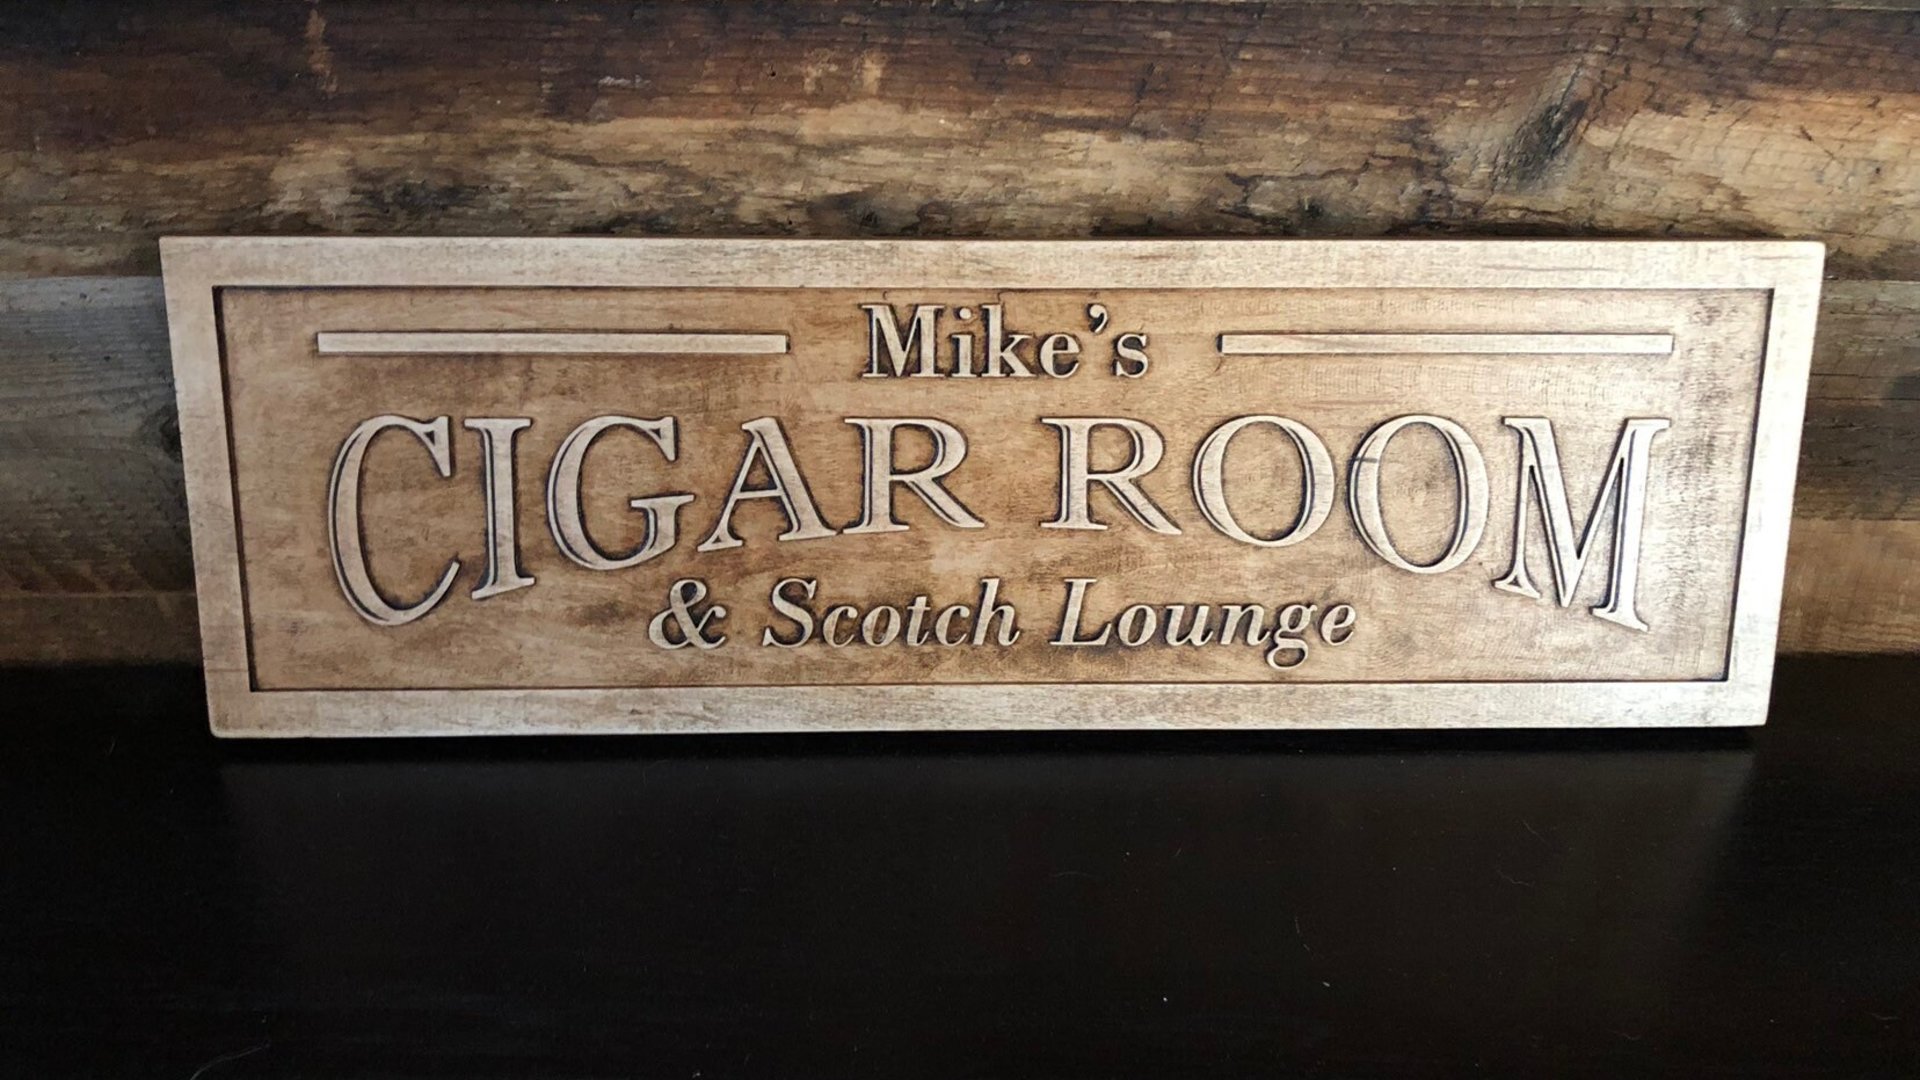 Mike's
CIGAR ROOM
& Scotch Lounge